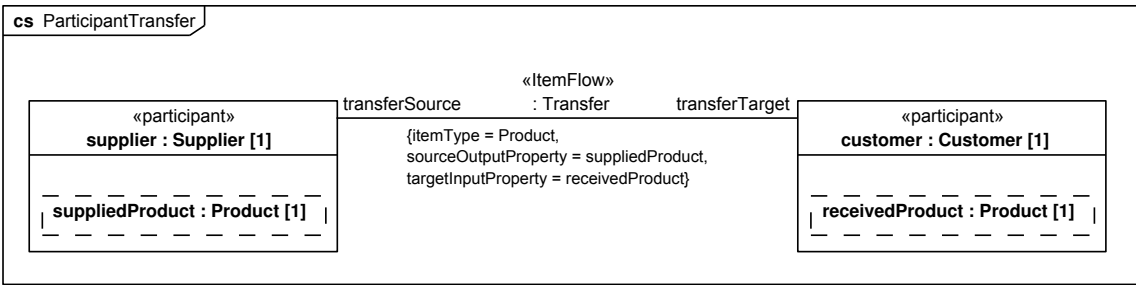 cs ParticipantTransfer
«ItemFlow»
transferSource : Transfer transferTarget
«participant»
supplier : Supplier [1]
{itemType = Product,
sourceOutputProperty = suppliedProduct,
targetInputProperty = receivedProduct}
«participant»
customer : Customer [1]
suppliedProduct : Product [1]
receivedProduct : Product [1]